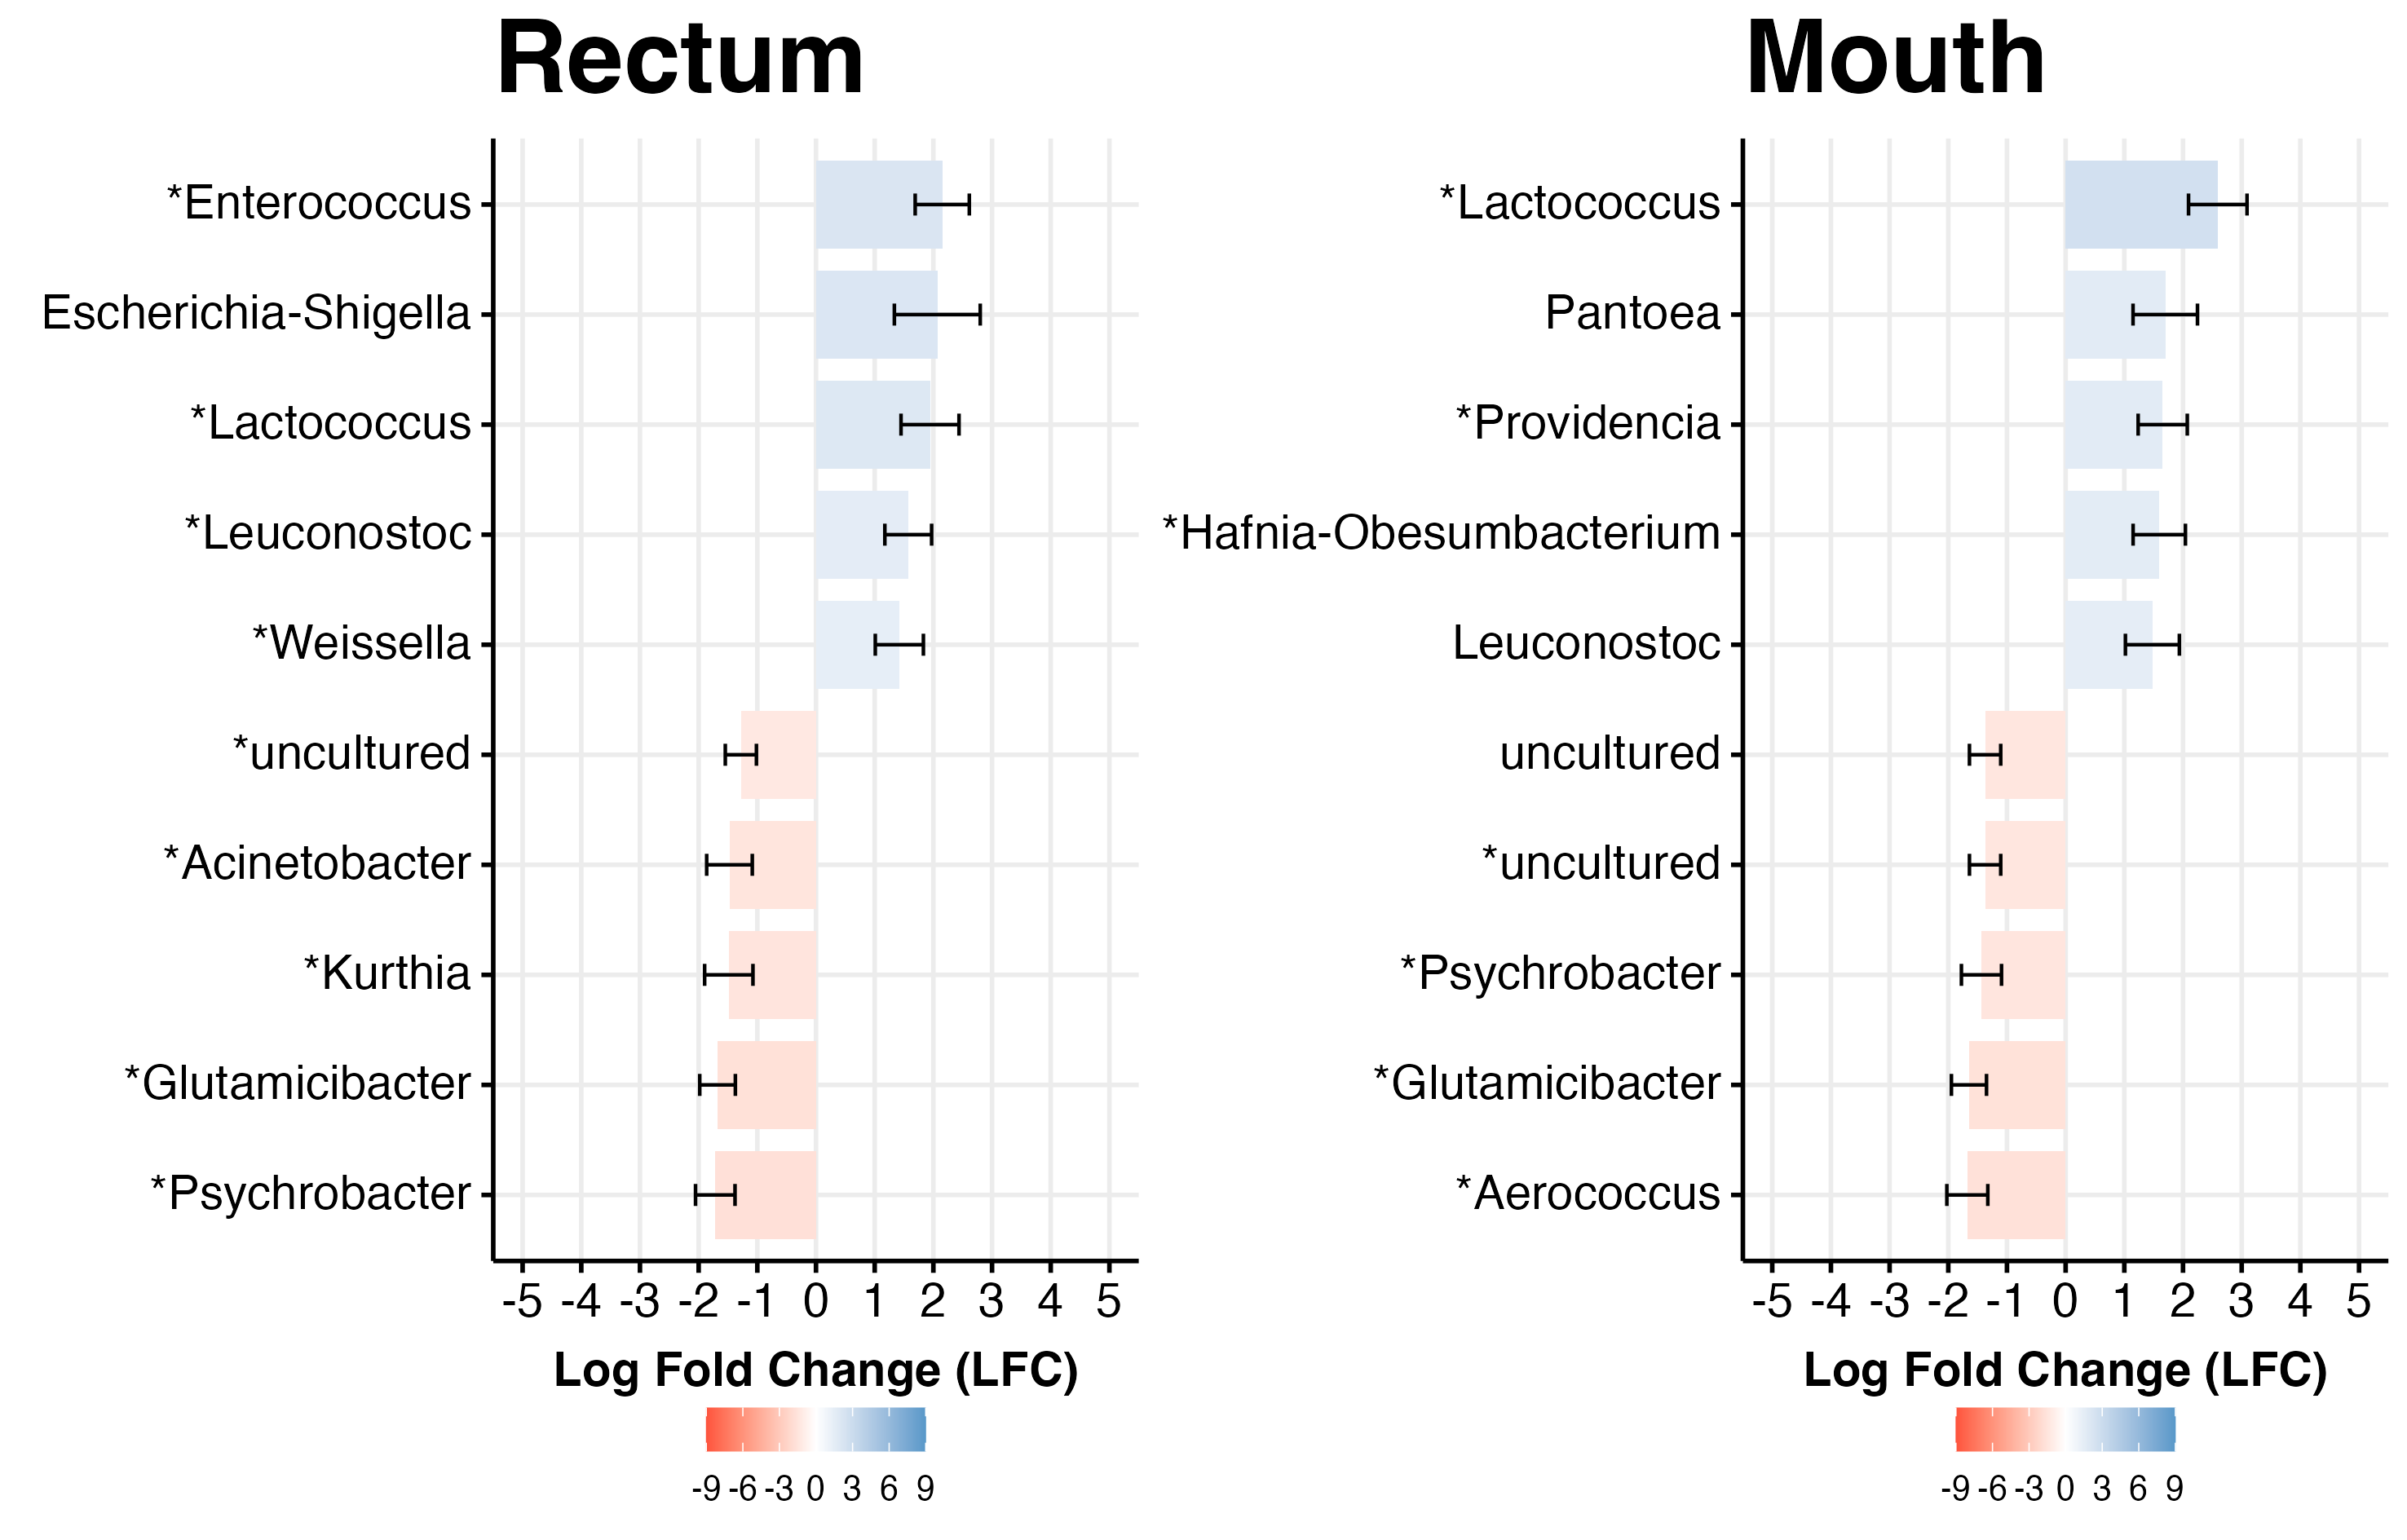 Rectum
*Enterococcus
Escherichia-Shigella
*Lactococcus
*Leuconostoc
*Weissella
*uncultured
*Acinetobacter
*Kurthia
*Glutamicibacter
*Psychrobacter
-5 -4 -3 -2 -1 0 1 2 3 4 5
Log Fold Change (LFC)
-9 -6 -3 0 3 6 9
Mouth
*Lactococcus
Pantoea
*Providencia
*Hafnia-Obesumbacterium
Leuconostoc
uncultured
*uncultured
*Psychrobacter
*Glutamicibacter
*Aerococcus
-5 -4 -3 -2 -1 0 1 2 3 4 5
Log Fold Change (LFC)
-9 -6 -3 0 3 6 9